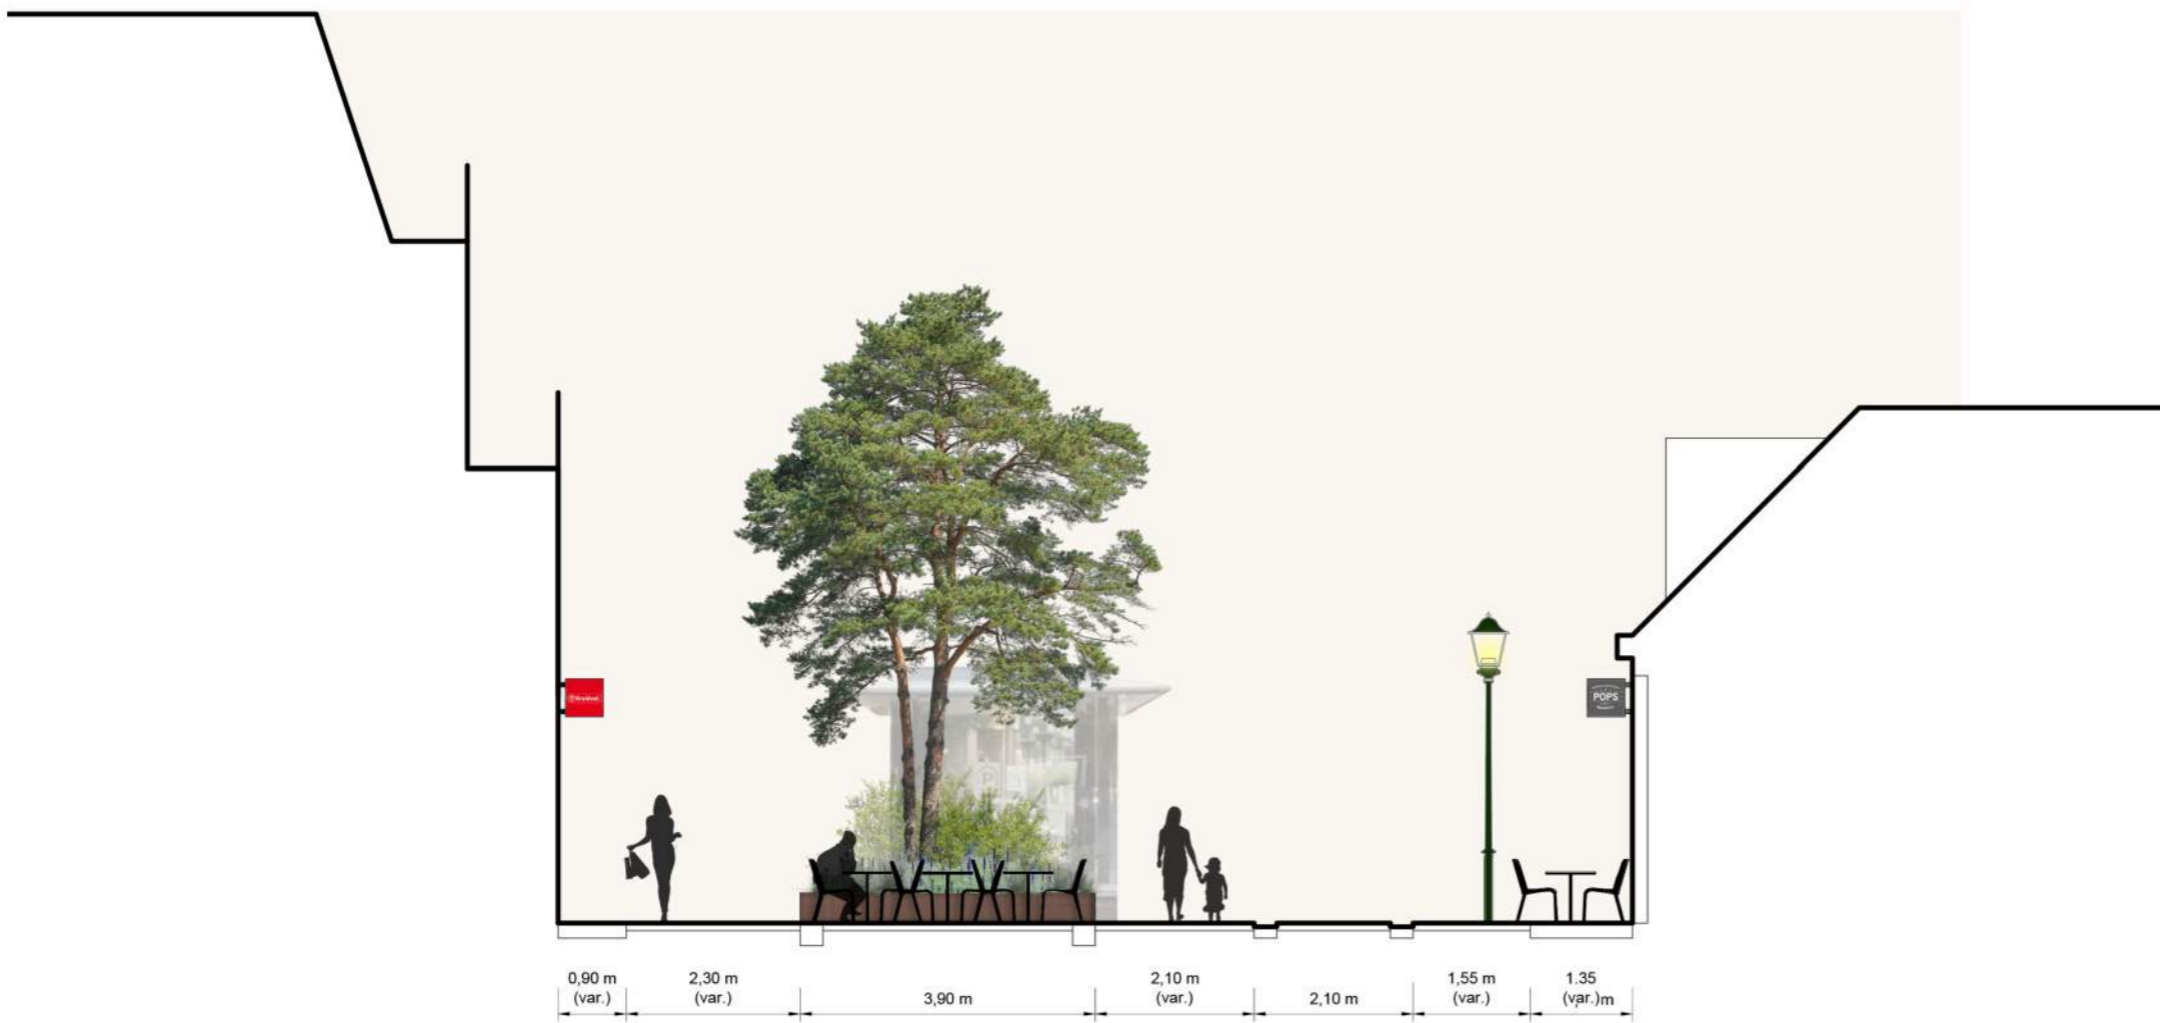 POPS
0,90 m
(var.)
2,30 m
(var.)
3,90 m
2,10 m
(var.)
2,10 m
1,55 m
(var.)
1.35
(var.)m